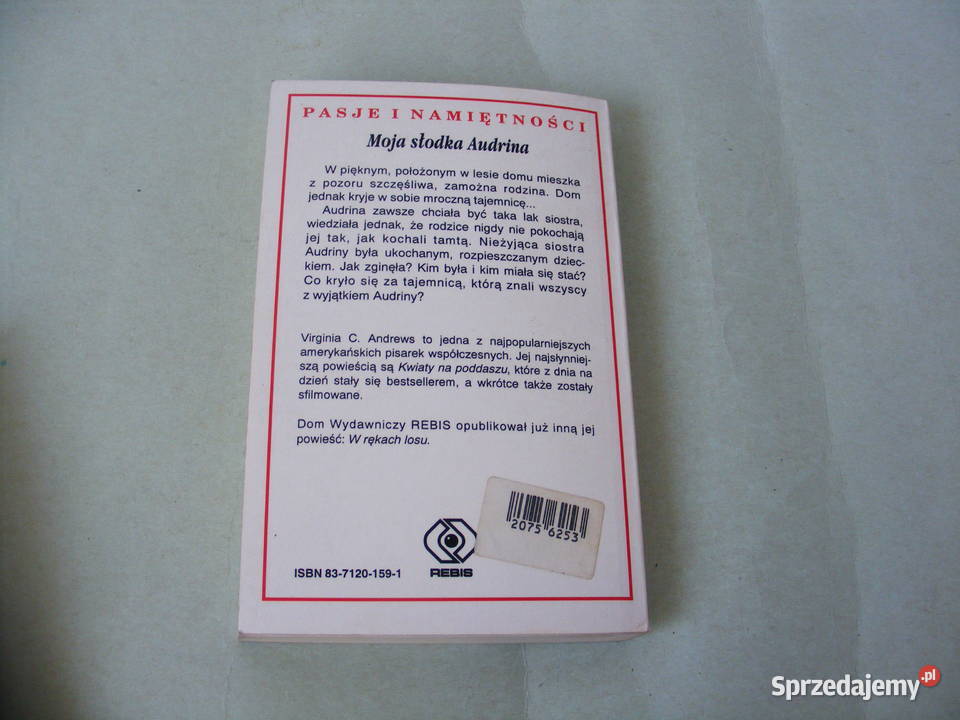 PASJE I NAMIĘTNOŚCI
Moja słodka Audrina
W pięknym, położonym w lesie domu mieszka
z pozoru szczęśliwa, zamożna rodzina. Dom
jednak kryje w sobie mroczną tajemnicę...
Audrina zawsze chciała być taka lak siostra,
wiedziała jednak, że rodzice nigdy nie pokochają
jej tak, jak kochali tamtą. Nieżyjąca siostra
Audriny była ukochanym, rozpieszczanym dziec-
kiem. Jak zginęła? Kim była i kim miała się stać?
Co kryło się za tajemnicą, którą znali wszyscy
z wyjątkiem Audriny?
Virginia C. Andrews to jedna z najpopularniejszych
amerykańskich pisarek współczesnych. Jej najsłynniej-
szą powieścią są Kwiaty na poddaszu, które z dnia na
dzień stały się bestsellerem, a wkrótce także zostały
sfilmowane.
Dom Wydawniczy REBIS opublikował już inną jej
powieść: W rękach losu.
2075 6253
REBIS
ISBN 83-7120-159-1
Sprzedajemy.pl